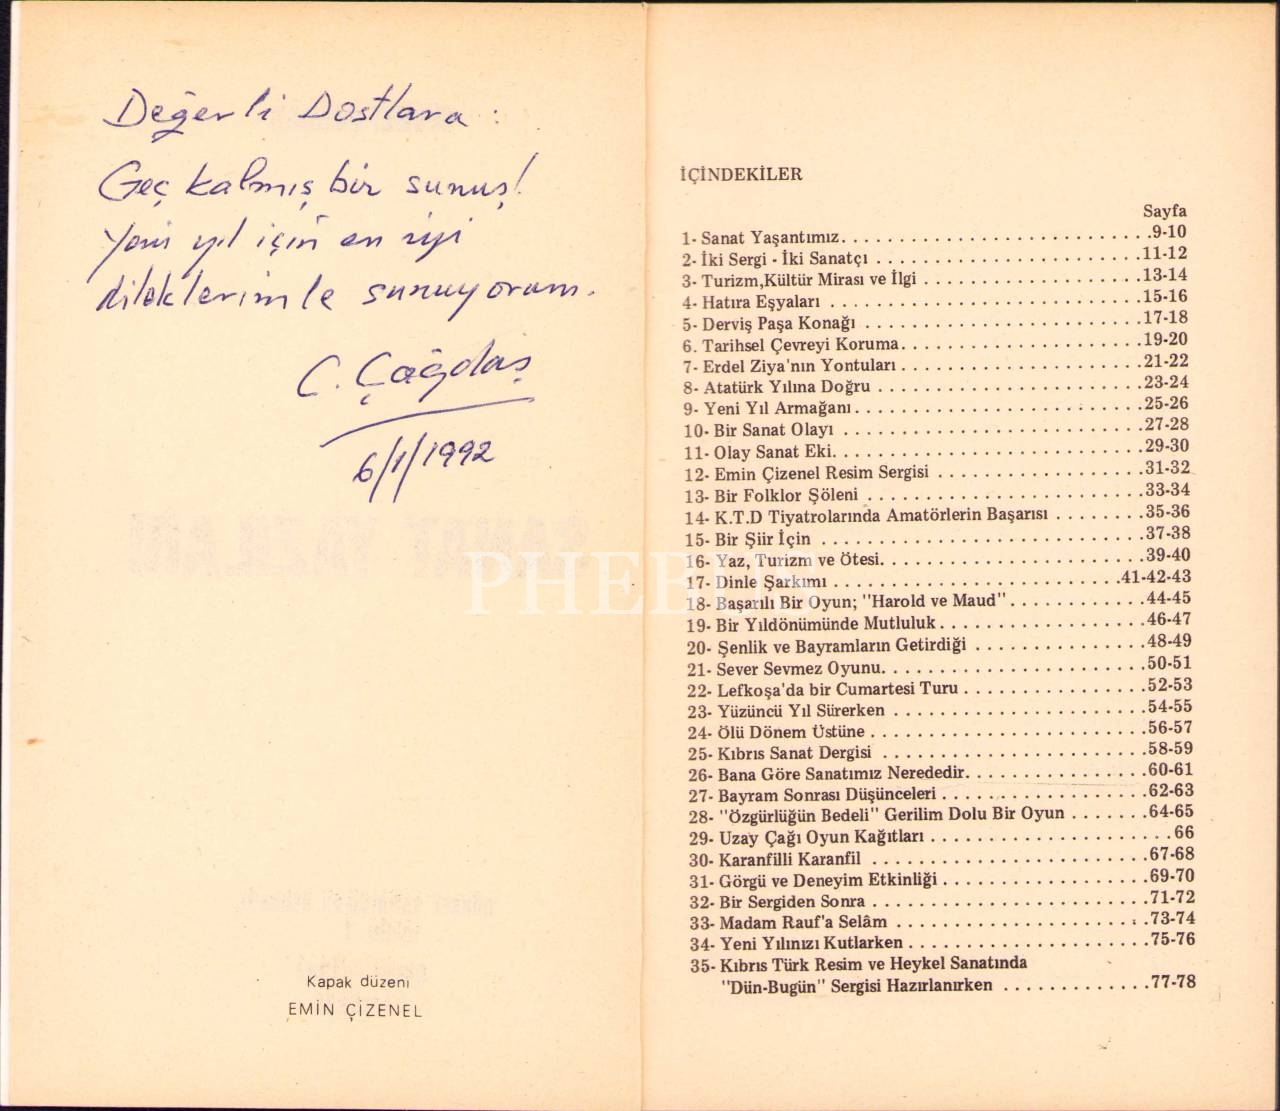 Değerli Dostlara :
Geç kalmış bir sunuş!
Yeni yıl için en iyi
dileklerimle sunuyorum.
C. Çağdaş
6/1/1992
SANAT YAZILARI
Kapak düzeni
EMİN ÇİZENEL
PHEBUS
İÇİNDEKİLER
Sayfa
1- Sanat Yaşantımız. . . . . . . . . . . . . . . . . . . . . . . . . . .9-10
2- İki Sergi - İki Sanatçı . . . . . . . . . . . . . . . . . . . . . . .11-12
3- Turizm,Kültür Mirası ve İlgi . . . . . . . . . . . . . . . . . . .13-14
4- Hatıra Eşyaları . . . . . . . . . . . . . . . . . . . . . . . . . . .15-16
5- Derviş Paşa Konağı . . . . . . . . . . . . . . . . . . . . . . . .17-18
6. Tarihsel Çevreyi Koruma. . . . . . . . . . . . . . . . . . . . .19-20
7- Erdel Ziya'nın Yontuları . . . . . . . . . . . . . . . . . . . . .21-22
8- Atatürk Yılına Doğru . . . . . . . . . . . . . . . . . . . . . . .23-24
9- Yeni Yıl Armağanı. . . . . . . . . . . . . . . . . . . . . . . . .25-26
10- Bir Sanat Olayı . . . . . . . . . . . . . . . . . . . . . . . . . .27-28
11- Olay Sanat Eki. . . . . . . . . . . . . . . . . . . . . . . . . . .29-30
12- Emin Çizenel Resim Sergisi . . . . . . . . . . . . . . . . . .31-32
13- Bir Folklor Şöleni . . . . . . . . . . . . . . . . . . . . . . . .33-34
14- K.T.D Tiyatrolarında Amatörlerin Başarısı . . . . . . . .35-36
15- Bir Şiir İçin . . . . . . . . . . . . . . . . . . . . . . . . . . . .37-38
16- Yaz, Turizm ve Ötesi. . . . . . . . . . . . . . . . . . . . . . .39-40
17- Dinle Şarkımı . . . . . . . . . . . . . . . . . . . . . . . . .41-42-43
18- Başarılı Bir Oyun; "Harold ve Maud" . . . . . . . . . . . .44-45
19- Bir Yıldönümünde Mutluluk . . . . . . . . . . . . . . . . . .46-47
20- Şenlik ve Bayramların Getirdiği . . . . . . . . . . . . . . .48-49
21- Sever Sevmez Oyunu. . . . . . . . . . . . . . . . . . . . . . .50-51
22- Lefkoşa'da bir Cumartesi Turu . . . . . . . . . . . . . . . .52-53
23- Yüzüncü Yıl Sürerken . . . . . . . . . . . . . . . . . . . . . .54-55
24- Ölü Dönem Üstüne . . . . . . . . . . . . . . . . . . . . . . . .56-57
25- Kıbrıs Sanat Dergisi . . . . . . . . . . . . . . . . . . . . . . .58-59
26- Bana Göre Sanatımız Nerededir. . . . . . . . . . . . . . . .60-61
27- Bayram Sonrası Düşünceleri . . . . . . . . . . . . . . . . . .62-63
28- "Özgürlüğün Bedeli" Gerilim Dolu Bir Oyun . . . . . . .64-65
29- Uzay Çağı Oyun Kağıtları . . . . . . . . . . . . . . . . . . . . . 66
30- Karanfilli Karanfil . . . . . . . . . . . . . . . . . . . . . . . .67-68
31- Görgü ve Deneyim Etkinliği . . . . . . . . . . . . . . . . . .69-70
32- Bir Sergiden Sonra . . . . . . . . . . . . . . . . . . . . . . . .71-72
33- Madam Rauf'a Selâm . . . . . . . . . . . . . . . . . . . . . .73-74
34- Yeni Yılınızı Kutlarken . . . . . . . . . . . . . . . . . . . . .75-76
35- Kıbrıs Türk Resim ve Heykel Sanatında
"Dün-Bugün" Sergisi Hazırlanırken . . . . . . . . . . . . .77-78